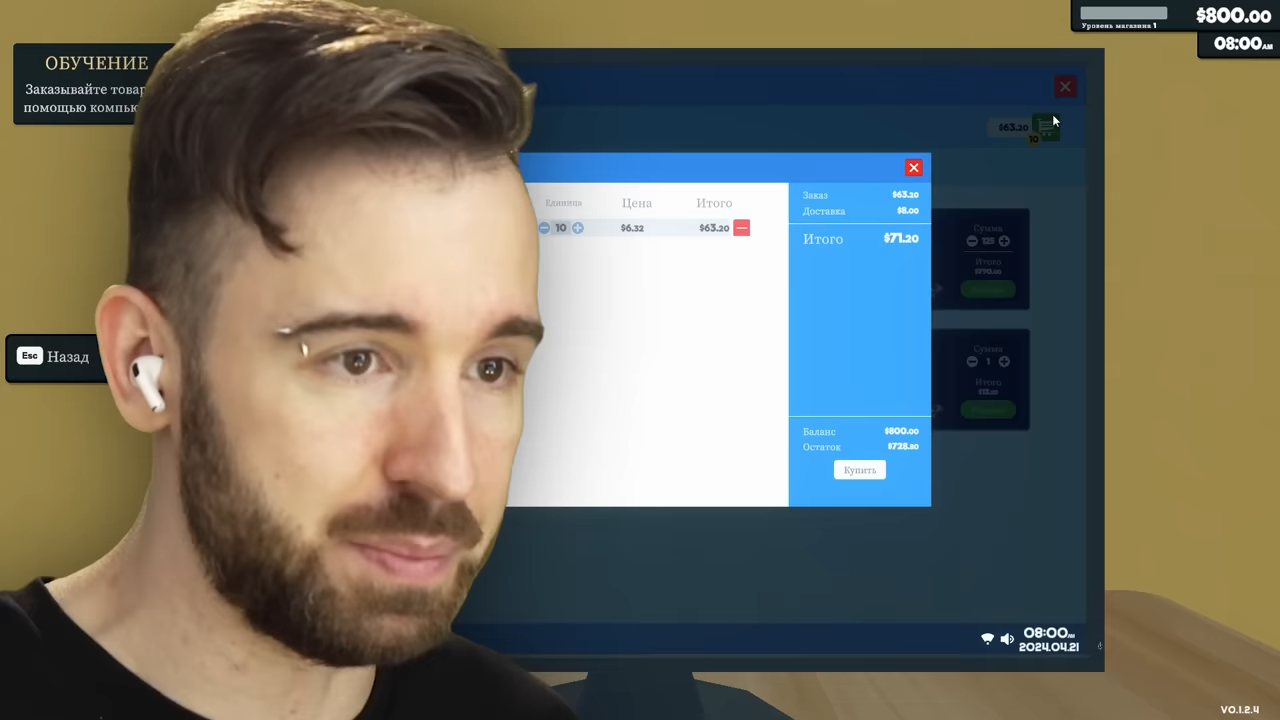 $800.00
Уровень магазина 1
08:00AM
ОБУЧЕНИЕ
Заказывайте товар
помощью компь
$63.20
10
Единица Цена Итого
10 $6.32 $63.20
Заказ $63.20
Доставка $8.00
Итого $71.20
Баланс $800.00
Остаток $728.80
Купить
Сумма
125
Итого
Сумма
1
Итого
Esc Назад
08:00AM
2024.04.21
V0.1.2.4